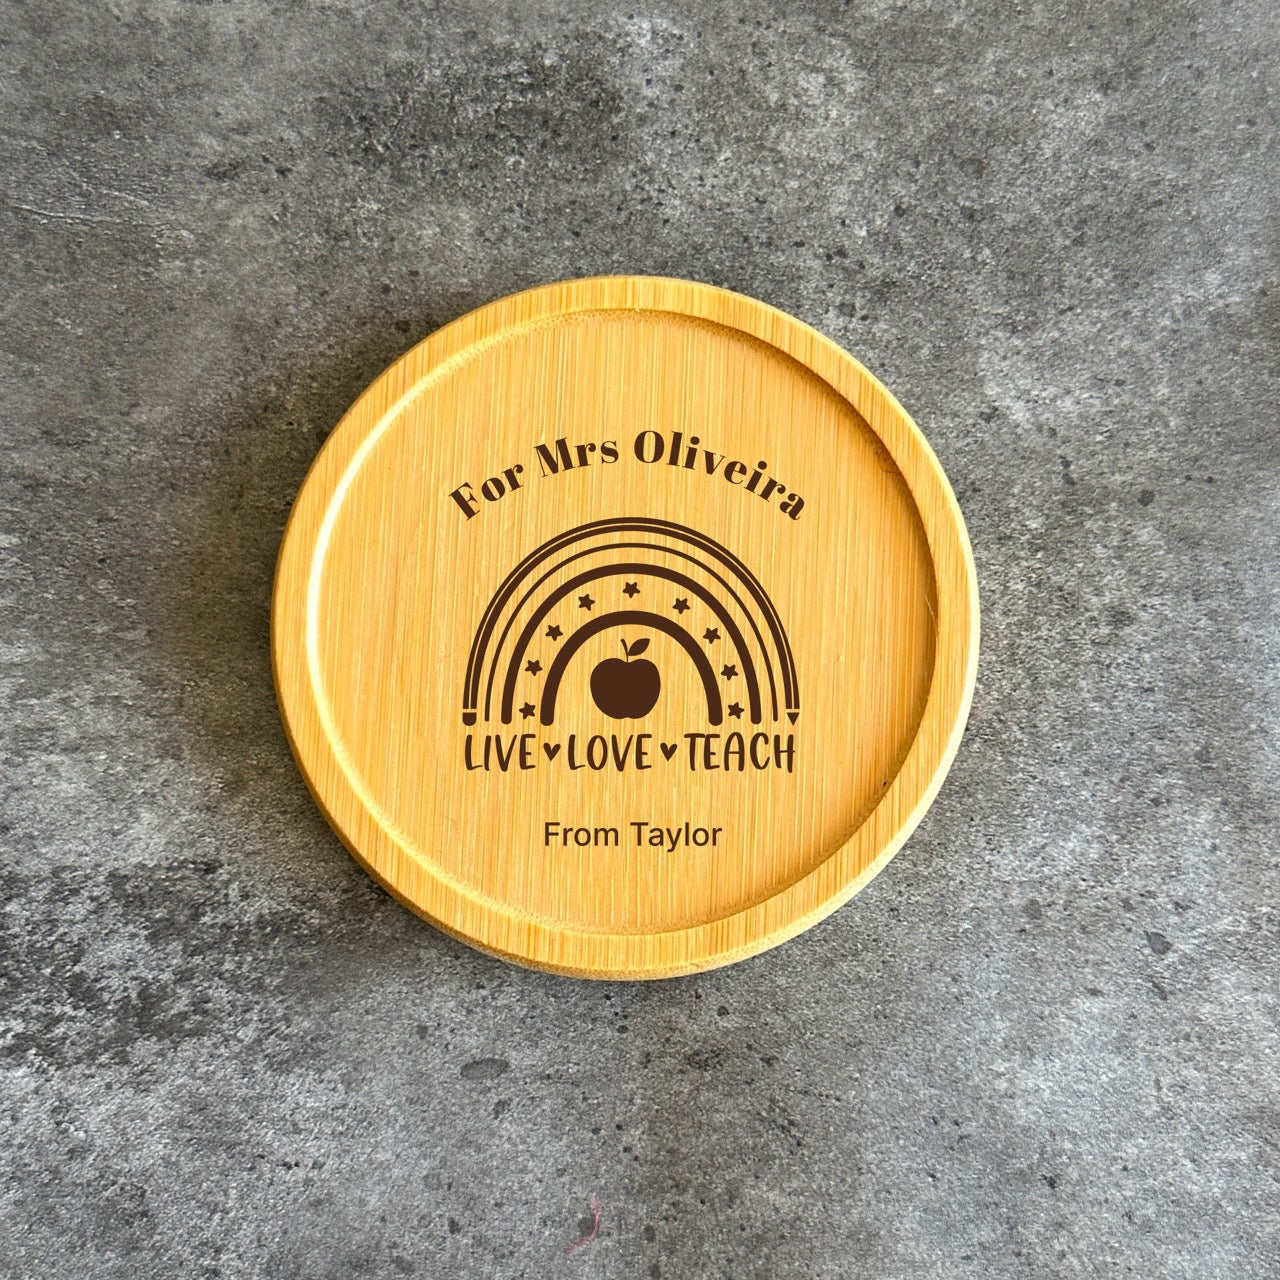 For Mrs Oliveira
LIVE♥LOVE♥TEACH
From Taylor